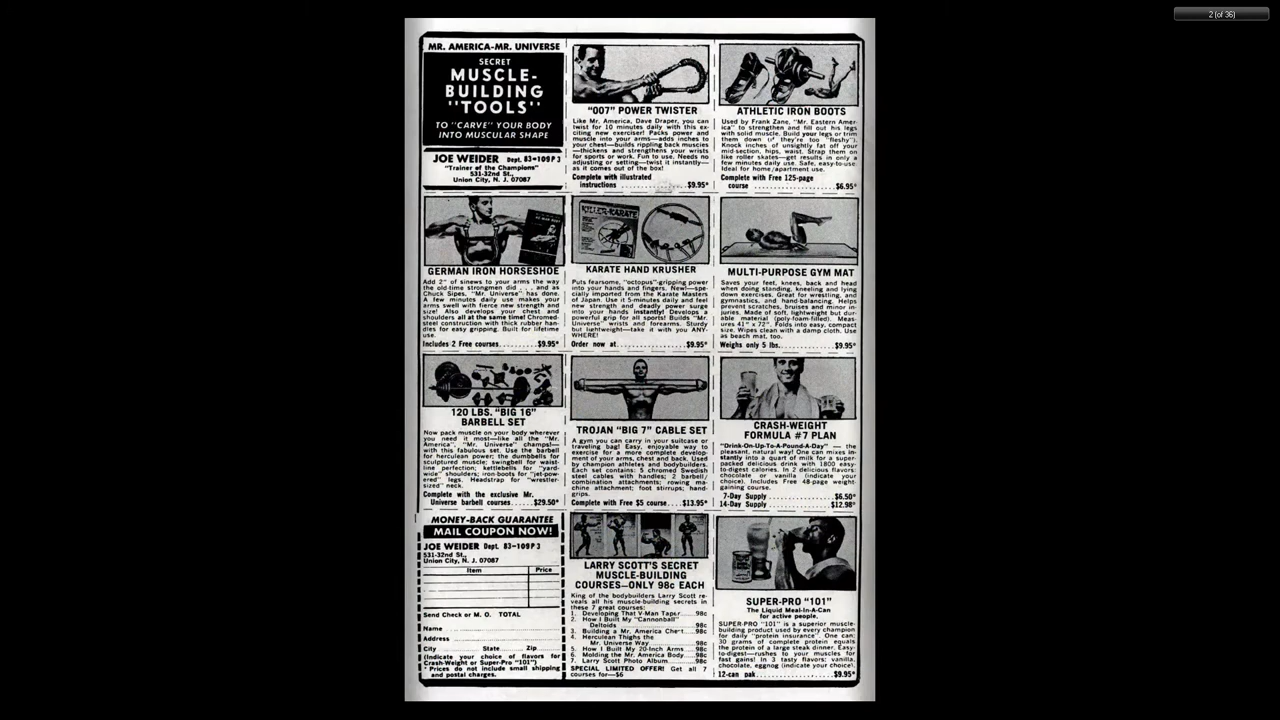 2 (of 36)
MR. AMERICA-MR. UNIVERSE
SECRET
MUSCLE-
BUILDING
"TOOLS"
TO "CARVE" YOUR BODY
INTO MUSCULAR SHAPE
JOE WEIDER Dept. 83-109P3
"Trainer of the Champions"
531-32nd St.,
Union City, N. J. 07087
"007" POWER TWISTER
Like Mr. America, Dave Draper, you can
twist for 10 minutes daily with this ex-
citing new exerciser! Packs power and
muscle into your arms—adds inches to
your chest—builds rippling back muscles
—thickens and strengthens your wrists
for sports or work. Fun to use. Needs no
adjusting or setting—twist it instantly—
as it comes out of the box!
Complete with illustrated
instructions ..................$9.95*
ATHLETIC IRON BOOTS
Used by Frank Zane, "Mr. Eastern Amer-
ica" to strengthen and fill out his legs
with solid muscle. Build your legs or trim
them down (if they're too "fleshy").
Knock inches of unsightly fat off your
mid-section, hips, waist. Strap them on
like roller skates—get results in only a
few minutes daily use. Safe, easy-to-use.
Ideal for home/apartment use.
Complete with Free 125-page
course ......................$6.95*
GERMAN IRON HORSESHOE
Add 2" of sinews to your arms the way
the old-time strongmen did . . . and as
Chuck Sipes, "Mr. Universe" has done.
A few minutes daily use makes your
arms swell with fierce new strength and
size! Also develops your chest and
shoulders all at the same time! Chromed-
steel construction with thick rubber han-
dles for easy gripping. Built for lifetime
use.
Includes 2 Free courses........$9.95*
KILLER-KARATE
KARATE HAND KRUSHER
Puts fearsome, "octopus"-gripping power
into your hands and fingers. New!—spe-
cially imported from the Karate Masters
of Japan. Use it 5-minutes daily and feel
new strength and deadly power surge
into your hands instantly! Develops a
powerful grip for all sports! Builds "Mr.
Universe" wrists and forearms. Sturdy
but lightweight—take it with you ANY-
WHERE!
Order now at ................$9.95*
MULTI-PURPOSE GYM MAT
Saves your feet, knees, back and head
when doing standing, kneeling and lying
down exercises. Great for wrestling, and
gymnastics, and hand-balancing. Helps
prevent scratches, bruises and minor in-
juries. Made of soft, lightweight but dur-
able material (poly-foam-filled). Meas-
ures 41" x 72". Folds into easy, compact
size. Wipes clean with a damp cloth. Use
as beach mat, too.
Weighs only 5 lbs..............$9.95*
120 LBS. "BIG 16"
BARBELL SET
Now pack muscle on your body wherever
you need it most—like all the "Mr.
America", "Mr. Universe" champs!—
with this fabulous set. Use the barbell
for herculean power; the dumbbells for
sculptured muscle; swingbell for waist-
line perfection; kettlebells for "yard-
wide" shoulders; iron-boots for "jet-pow-
ered" legs. Headstrap for "wrestler-
sized" neck.
Complete with the exclusive Mr.
Universe barbell courses......$29.50*
TROJAN "BIG 7" CABLE SET
A gym you can carry in your suitcase or
traveling bag! Easy, enjoyable way to
exercise for a more complete develop-
ment of your arms, chest and back. Used
by champion athletes and bodybuilders.
Each set contains: 5 chromed Swedish
steel cables with handles; 2 barbell/
combination attachments; rowing ma-
chine attachment; foot stirrups; hand-
grips.
Complete with Free $5 course....$13.95*
CRASH-WEIGHT
FORMULA #7 PLAN
"Drink-On-Up-To-A-Pound-A-Day" — the
pleasant, natural way! One can mixes in-
stantly into a quart of milk for a super-
packed delicious drink with 1800 easy
to-digest calories. In 2 delicious flavors:
chocolate or vanilla (indicate your
choice). Includes Free 48-page weight-
gaining course.
7-Day Supply ..................$6.50*
14-Day Supply ................$12.98*
MONEY-BACK GUARANTEE
MAIL COUPON NOW!
JOE WEIDER Dept. 83-109P3
531-32nd St.,
Union City, N. J. 07087
Item Price
Send Check or M. O. TOTAL
Name
Address
City State Zip
(Indicate your choice of flavors for
Crash-Weight or Super-Pro "101")
* Prices do not include small shipping
and postal charges.
LARRY SCOTT'S SECRET
MUSCLE-BUILDING
COURSES—ONLY 98c EACH
King of the bodybuilders Larry Scott re-
veals all his muscle-building secrets in
these 7 great courses:
1. Developing That V-Man Taper....98c
2. How I Built My "Cannonball"
Deltoids ....98c
3. Building a Mr. America Chest....98c
4. Herculean Thighs the
Mr. Universe Way ....98c
5. How I Built My 20-Inch Arms....98c
6. Molding the Mr. America Body....98c
7. Larry Scott Photo Album....98c
SPECIAL LIMITED OFFER! Get all 7
courses for—$6
SUPER-PRO "101"
The Liquid Meal-In-A-Can
for active people.
SUPER-PRO "101" is a superior muscle-
building product used by every champion
for daily "protein insurance". One can;
30 grams of complete protein equals
the protein of a large steak dinner. Easy-
to-digest—rushes to your muscles for
fast gains! In 3 tasty flavors: vanilla,
chocolate, eggnog (indicate your choice).
12-can pak....................$9.95*